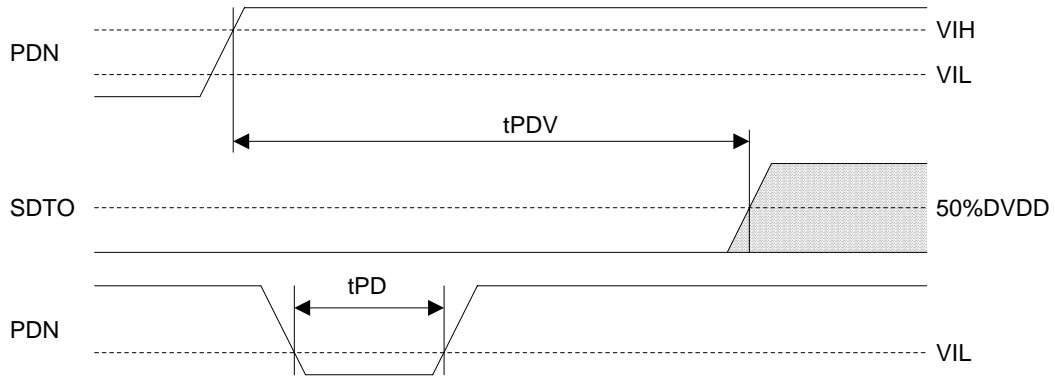 PDN
VIH
VIL
tPDV
SDTO
50%DVDD
tPD
PDN
VIL